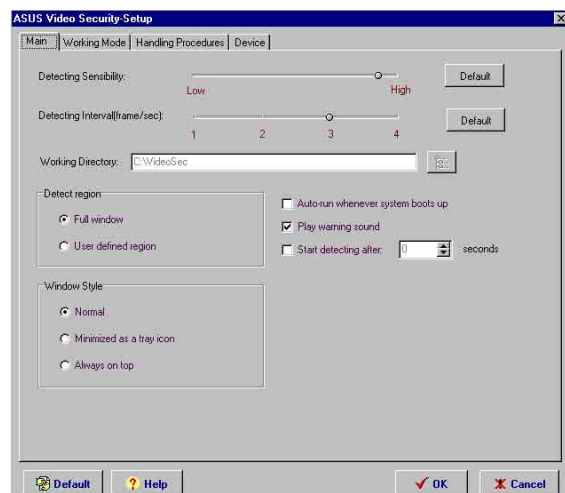 ASUS Video Security-Setup
Main Working Mode Handling Procedures Device
Detecting Sensibility: Default
Low High
Detecting Interval(frame/sec): Default
1 2 3 4
Working Directory: C:\VideoSec
Detect region
Full window
User defined region
Auto-run whenever system boots up
Play warning sound
Start detecting after: 0 seconds
Window Style
Normal
Minimized as a tray icon
Always on top
Default ? Help OK Cancel